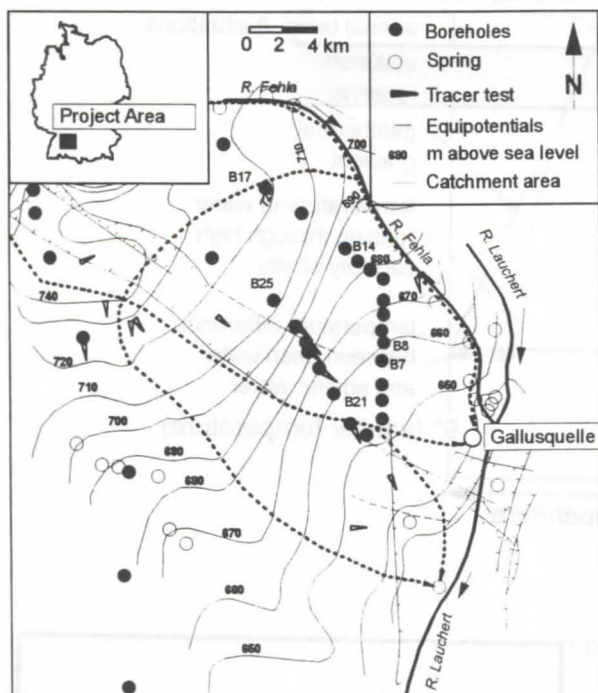 Project Area
0 2 4 km
Boreholes
Spring
Tracer test
Equipotentials
m above sea level
Catchment area
N
R. Fehla
710
700
690
B17
B14
680
R. Fehla
R. Lauchert
670
B25
740
660
B8
720
B7
650
710
B21
700
Gallusquelle
690
680
670
660
R. Lauchert
650